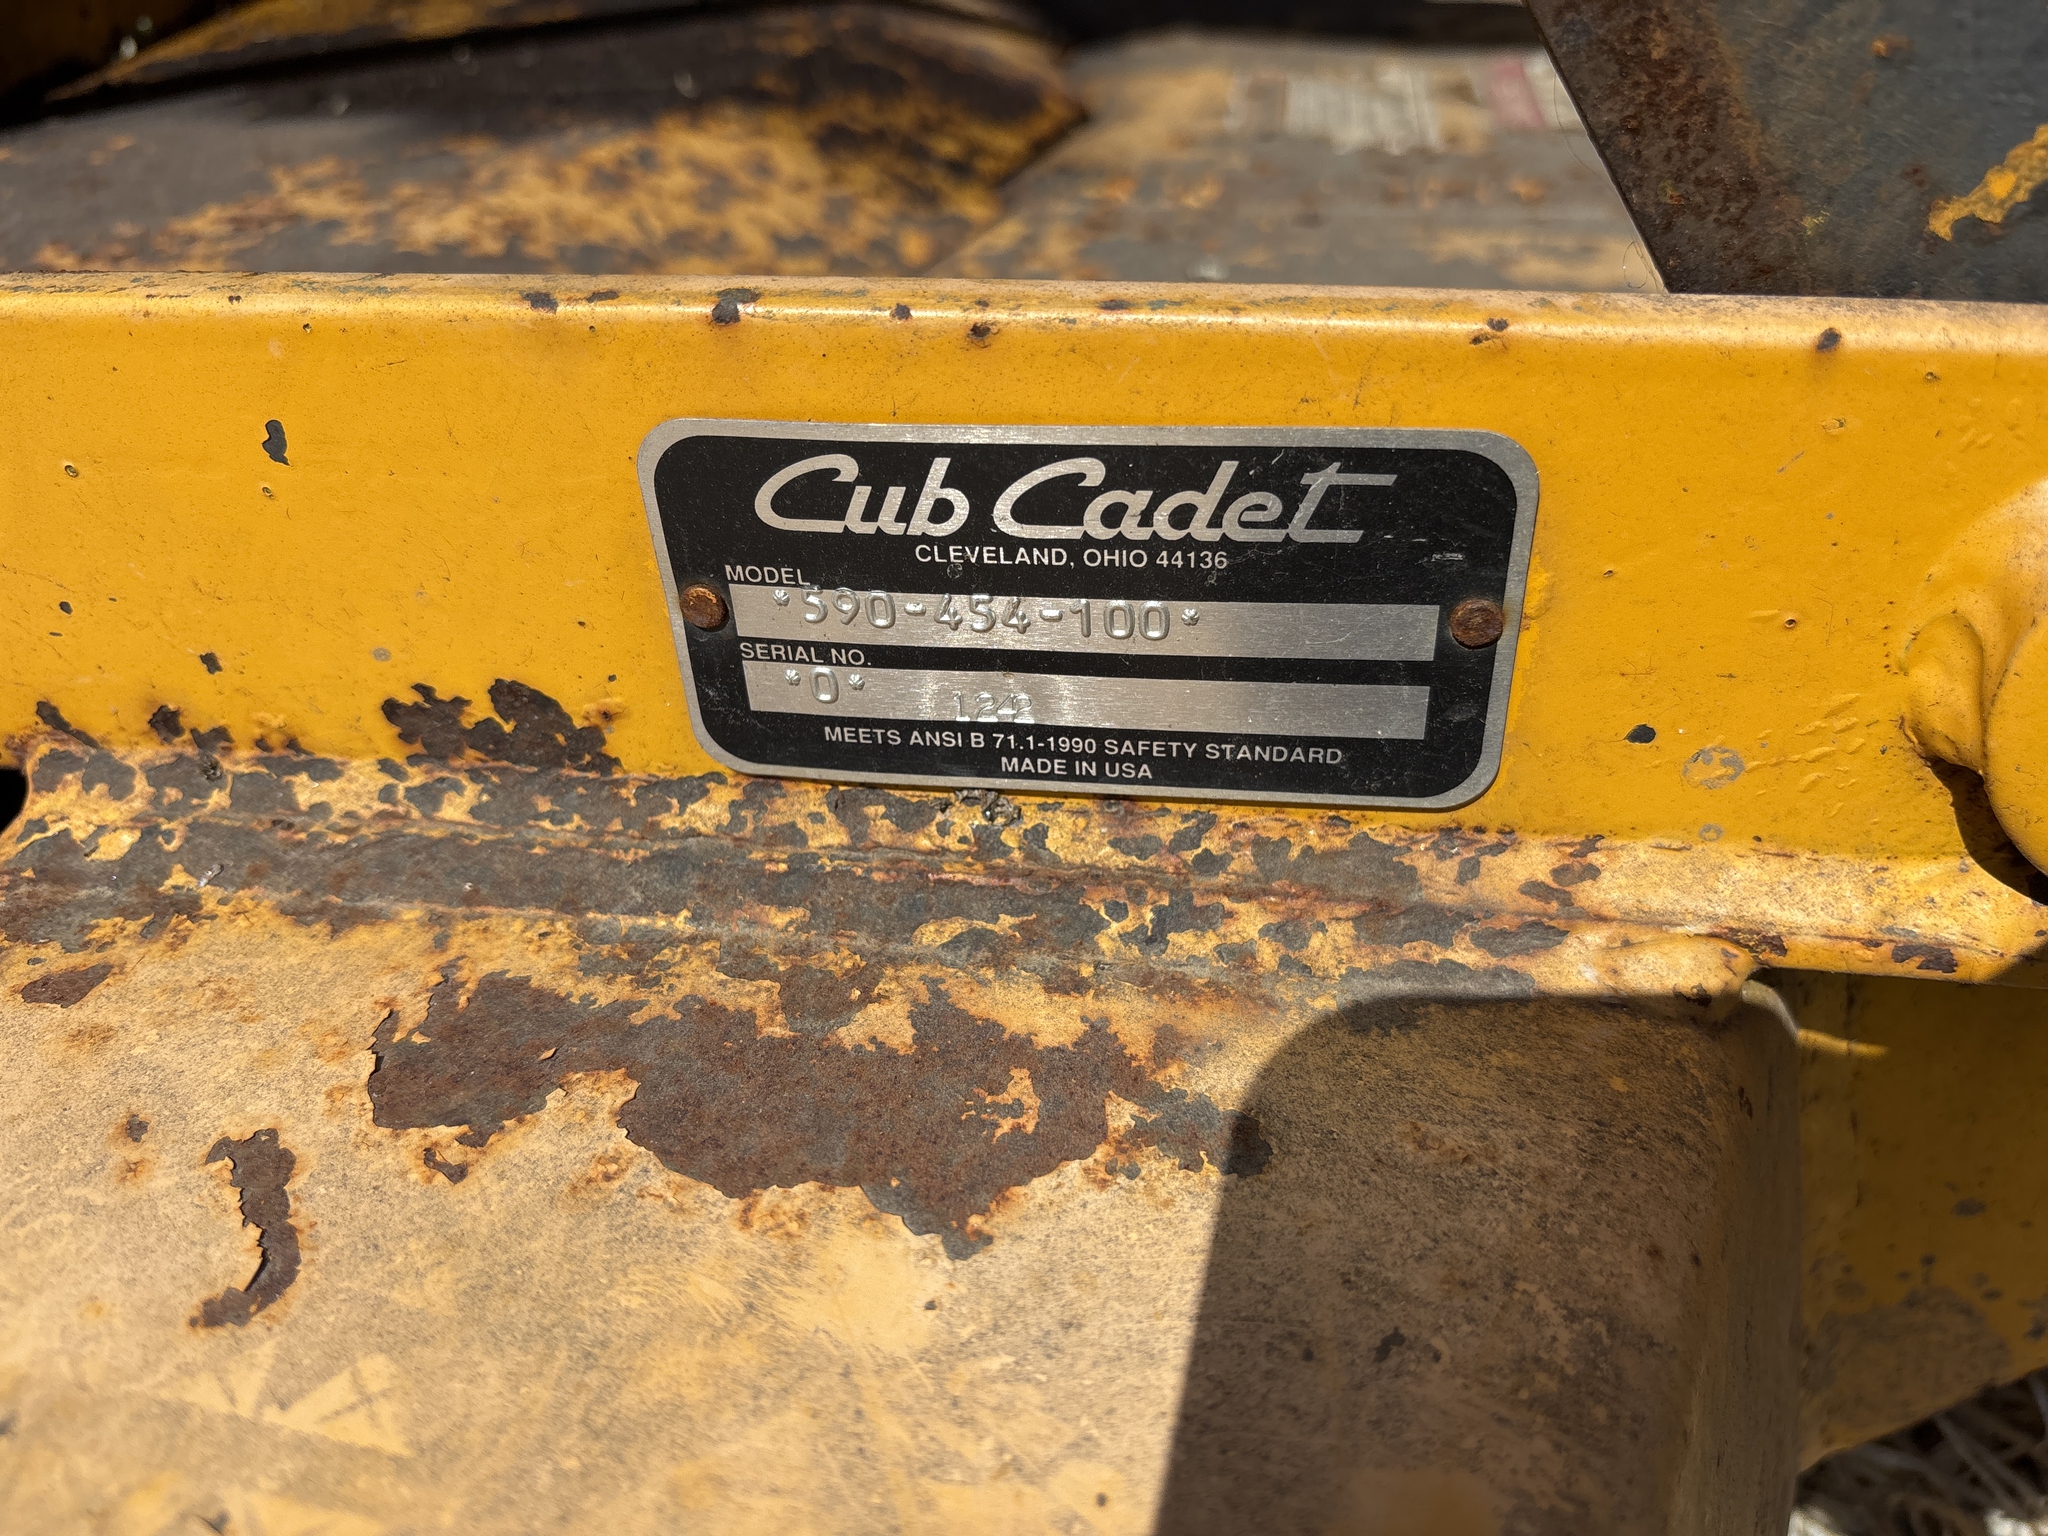 Cub Cadet
CLEVELAND, OHIO 44136
MODEL
*590-454-100*
SERIAL NO.
*0* 1242
MEETS ANSI B 71.1-1990 SAFETY STANDARD
MADE IN USA